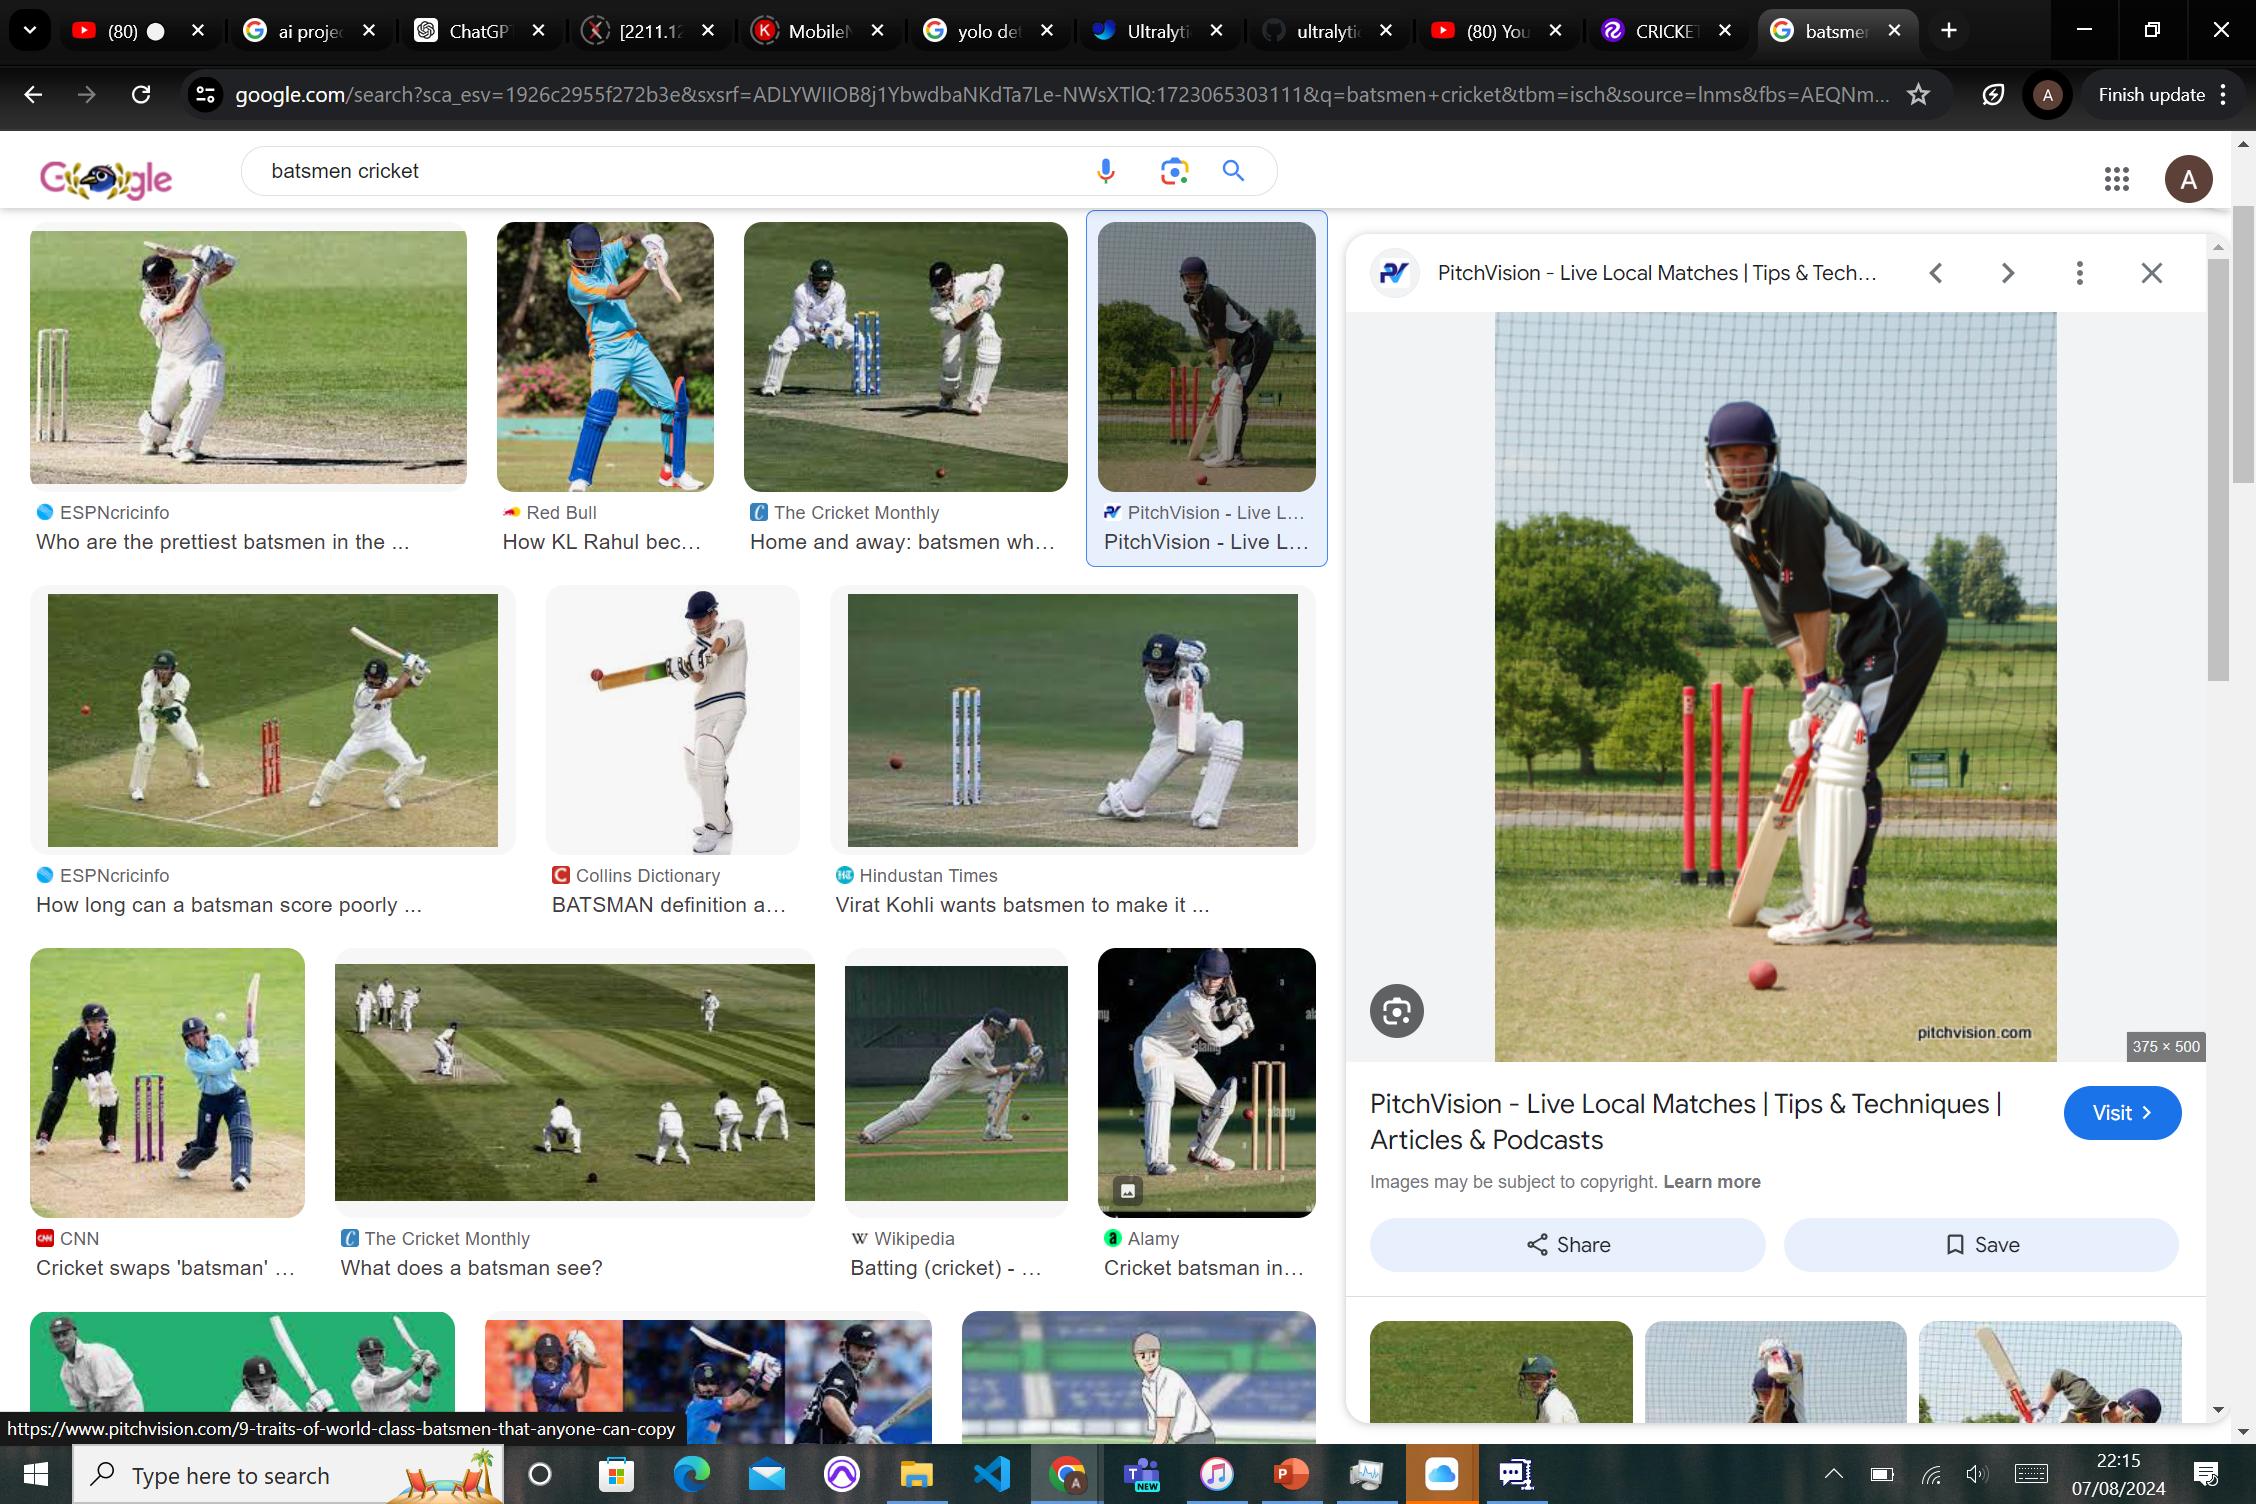 (80)
ai projec
ChatGP
[2211.12
MobileN
yolo det
Ultralyti
ultralyti
(80) You
CRICKET
batsmen
google.com/search?sca_esv=1926c2955f272b3e&sxsrf=ADLYWIIOB8j1YbwdbaNKdTa7Le-NWsXTlQ:1723065303111&q=batsmen+cricket&tbm=isch&source=lnms&fbs=AEQNm...
A
Finish update
Google
batsmen cricket
A
ESPNcricinfo
Who are the prettiest batsmen in the ...
Red Bull
How KL Rahul bec...
The Cricket Monthly
Home and away: batsmen wh...
PitchVision - Live L...
PitchVision - Live L...
ESPNcricinfo
How long can a batsman score poorly ...
Collins Dictionary
BATSMAN definition a...
Hindustan Times
Virat Kohli wants batsmen to make it ...
CNN
Cricket swaps 'batsman' ...
The Cricket Monthly
What does a batsman see?
Wikipedia
Batting (cricket) - ...
alamy
Alamy
Cricket batsman in...
PitchVision - Live Local Matches | Tips & Tech...
pitchvision.com
375 × 500
PitchVision - Live Local Matches | Tips & Techniques |
Articles & Podcasts
Visit
Images may be subject to copyright. Learn more
Share
Save
https://www.pitchvision.com/9-traits-of-world-class-batsmen-that-anyone-can-copy
Type here to search
A
NEW
22:15
07/08/2024